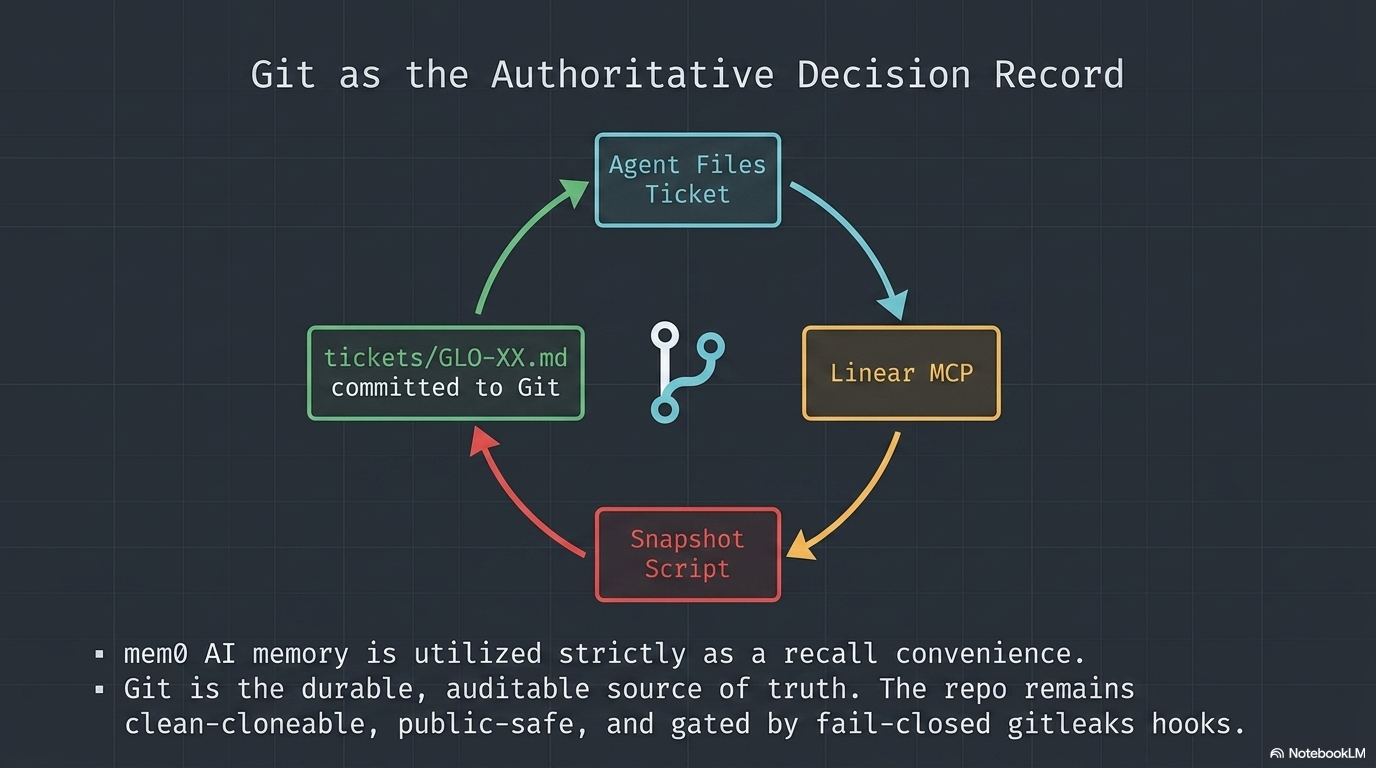 Git as the Authoritative Decision Record
Agent Files
Ticket
tickets/GLO-XX.md
committed to Git
Linear MCP
Snapshot
Script
▪ mem0 AI memory is utilized strictly as a recall convenience.
▪ Git is the durable, auditable source of truth. The repo remains
clean-cloneable, public-safe, and gated by fail-closed gitleaks hooks.
NotebookLM